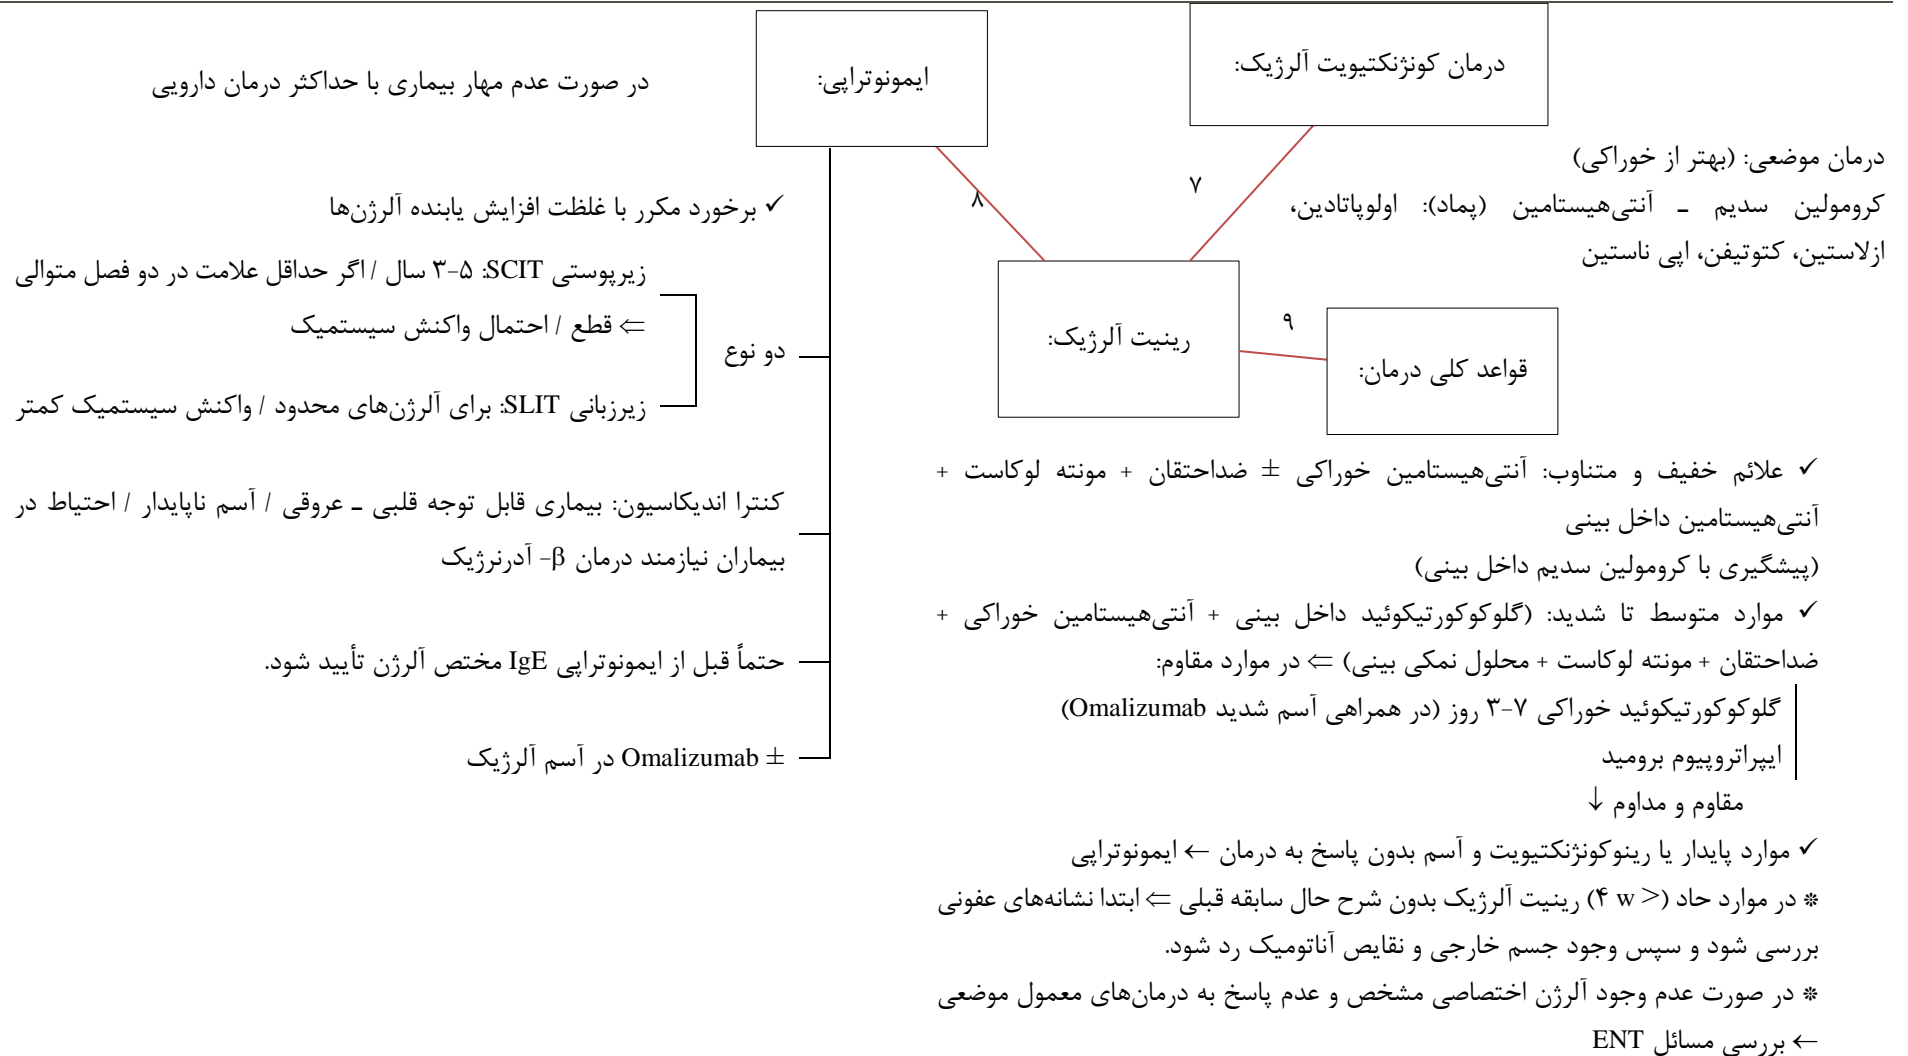 درمان کونژنکتیویت آلرژیک:
۷
درمان موضعی: (بهتر از خوراکی)
کرومولین سدیم ـ آنتی‌هیستامین (پماد): اولوپاتادین،
ازلاستین، کتوتیفن، اپی ناستین
ایمونوتراپی:
۸
در صورت عدم مهار بیماری با حداکثر درمان دارویی
✓ برخورد مکرر با غلظت افزایش یابنده آلرژن‌ها
دو نوع
زیرپوستی SCIT: ۳-۵ سال / اگر حداقل علامت در دو فصل متوالی
⇐ قطع / احتمال واکنش سیستمیک
زیرزبانی SLIT: برای آلرژن‌های محدود / واکنش سیستمیک کمتر
کنترا اندیکاسیون: بیماری قابل توجه قلبی ـ عروقی / آسم ناپایدار / احتیاط در
بیماران نیازمند درمان β- آدرنرژیک
حتماً قبل از ایمونوتراپی IgE مختص آلرژن تأیید شود.
± Omalizumab در آسم آلرژیک
رینیت آلرژیک:
۹
قواعد کلی درمان:
✓ علائم خفیف و متناوب: آنتی‌هیستامین خوراکی ± ضداحتقان + مونته لوکاست +
آنتی‌هیستامین داخل بینی
(پیشگیری با کرومولین سدیم داخل بینی)
✓ موارد متوسط تا شدید: (گلوکوکورتیکوئید داخل بینی + آنتی‌هیستامین خوراکی +
ضداحتقان + مونته لوکاست + محلول نمکی بینی) ⇐ در موارد مقاوم:
گلوکوکورتیکوئید خوراکی ۷-۳ روز (در همراهی آسم شدید Omalizumab)
ایپراتروپیوم برومید
مقاوم و مداوم ↓
✓ موارد پایدار یا رینوکونژنکتیویت و آسم بدون پاسخ به درمان ← ایمونوتراپی
* در موارد حاد (< ۴ w) رینیت آلرژیک بدون شرح حال سابقه قبلی ⇐ ابتدا نشانه‌های عفونی
بررسی شود و سپس وجود جسم خارجی و نقایص آناتومیک رد شود.
* در صورت عدم وجود آلرژن اختصاصی مشخص و عدم پاسخ به درمان‌های معمول موضعی
← بررسی مسائل ENT